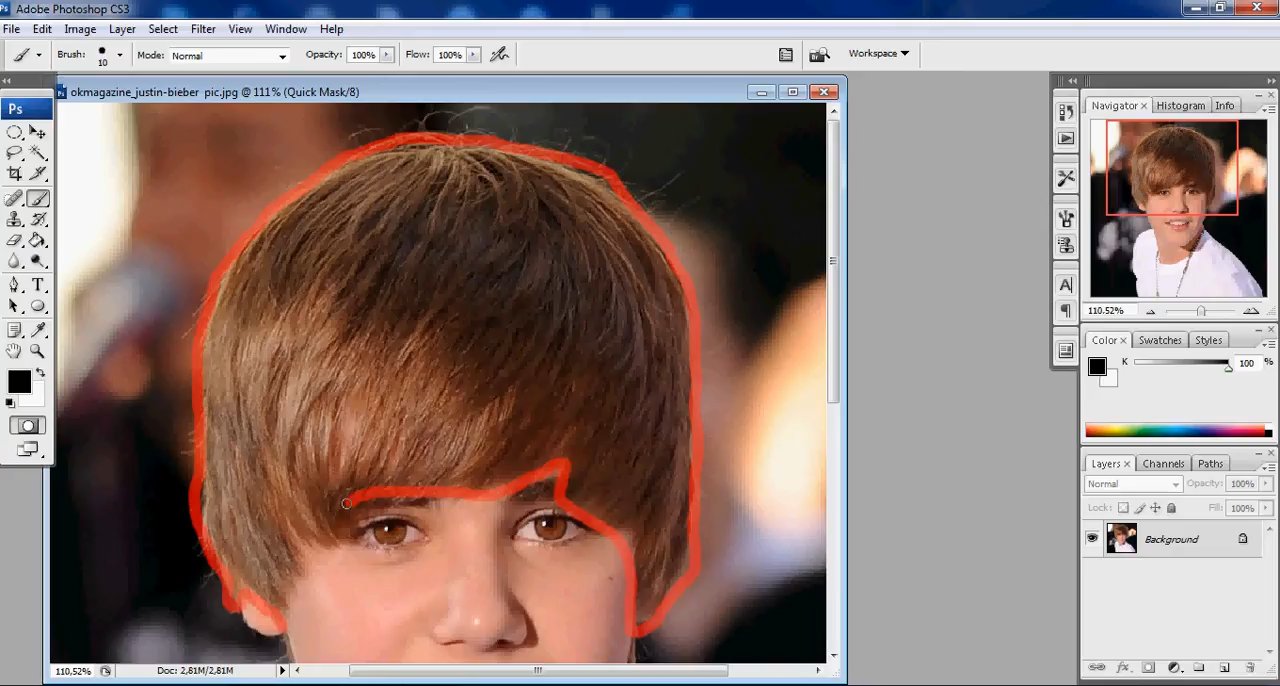 Adobe Photoshop CS3
File Edit Image Layer Select Filter View Window Help
Brush: 10 Mode: Normal Opacity: 100% Flow: 100% Workspace
Ps okmagazine_justin-bieber pic.jpg @ 111% (Quick Mask/8)
Navigator Histogram Info
110.52%
Color Swatches Styles
K 100 %
Layers Channels Paths
Normal Opacity: 100%
Lock: Fill: 100%
Background
110,52% Doc: 2,81M/2,81M